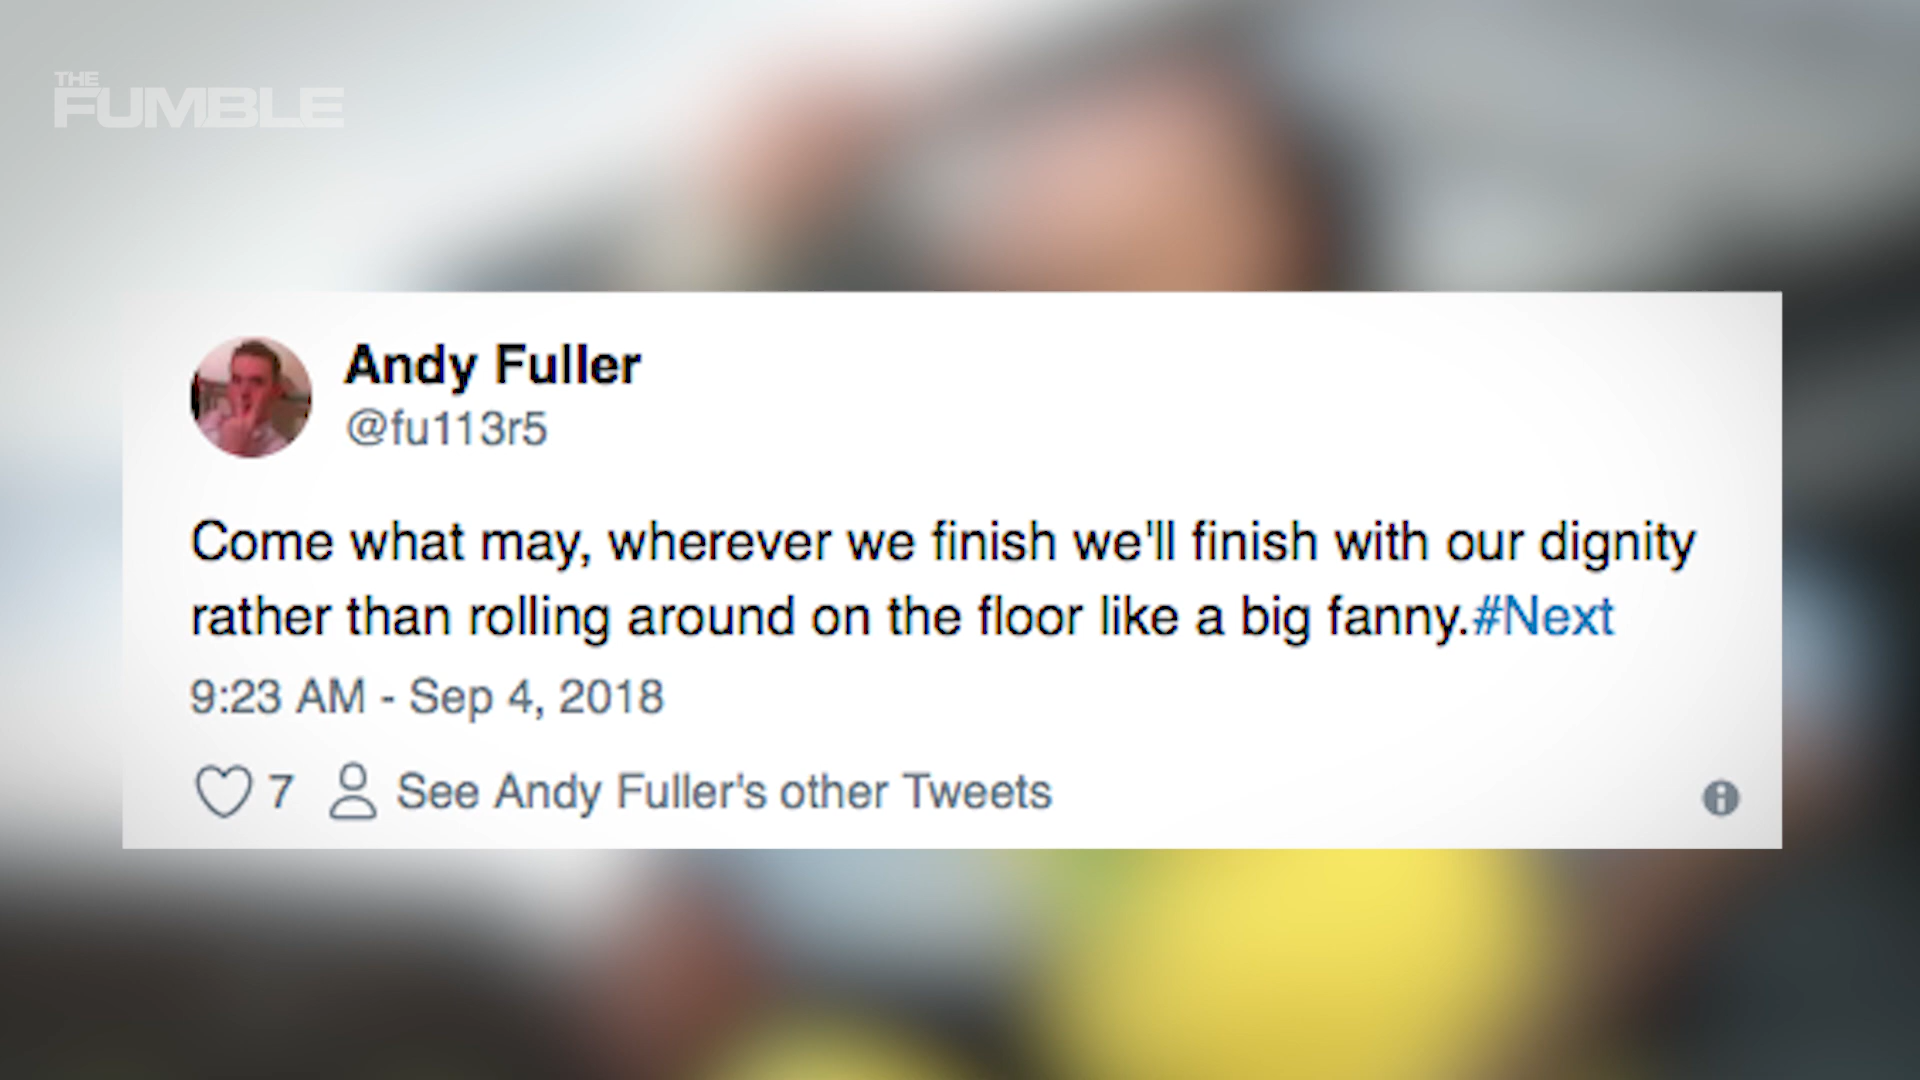 THE
FUMBLE
Andy Fuller
@fu113r5
Come what may, wherever we finish we'll finish with our dignity
rather than rolling around on the floor like a big fanny.#Next
9:23 AM - Sep 4, 2018
7 See Andy Fuller's other Tweets